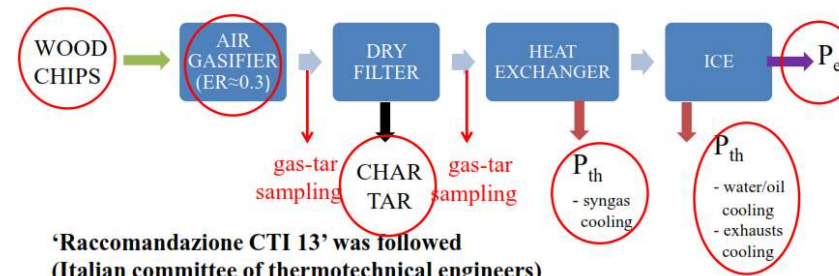 WOOD
CHIPS
AIR
GASIFIER
(ER≈0.3)
DRY
FILTER
HEAT
EXCHANGER
ICE
Pe
gas-tar
sampling
CHAR
TAR
gas-tar
sampling
Pth
- syngas
cooling
Pth
- water/oil
cooling
- exhausts
cooling
'Raccomandazione CTI 13' was followed
(Italian committee of thermotechnical engineers)